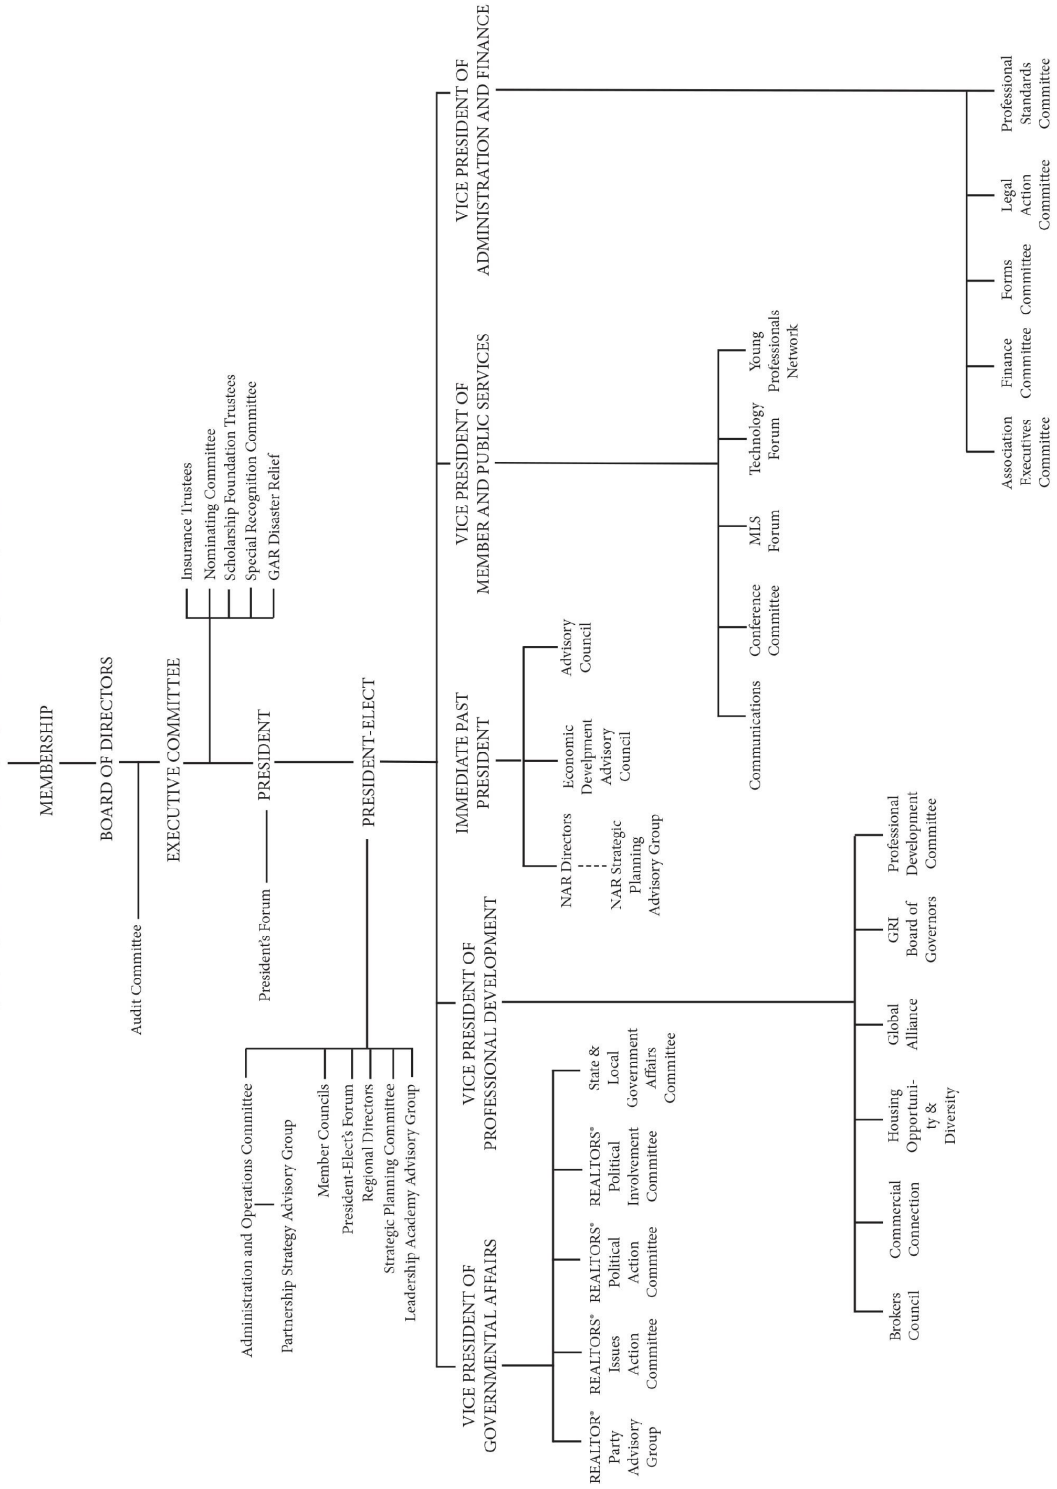 MEMBERSHIP
BOARD OF DIRECTORS
Audit Committee
EXECUTIVE COMMITTEE
Insurance Trustees
Nominating Committee
Scholarship Foundation Trustees
Special Recognition Committee
GAR Disaster Relief
President's Forum
PRESIDENT
Administration and Operations Committee
Partnership Strategy Advisory Group
Member Councils
President-Elect's Forum
Regional Directors
Strategic Planning Committee
Leadership Academy Advisory Group
PRESIDENT-ELECT
VICE PRESIDENT OF
GOVERNMENTAL AFFAIRS
REALTOR®
Party
Advisory
Group
REALTORS®
Issues
Action
Committee
REALTORS®
Political
Action
Committee
REALTORS®
Political
Involvement
Committee
State &
Local
Government
Affairs
Committee
VICE PRESIDENT OF
PROFESSIONAL DEVELOPMENT
Brokers
Council
Commercial
Connection
Housing
Opportuni-
ty &
Diversity
Global
Alliance
GRI
Board of
Governors
Professional
Development
Committee
IMMEDIATE PAST
PRESIDENT
NAR Directors
NAR Strategic
Planning
Advisory Group
Economic
Develpment
Advisory
Council
Advisory
Council
VICE PRESIDENT OF
MEMBER AND PUBLIC SERVICES
Communications
Conference
Committee
MLS
Forum
Technology
Forum
Young
Professionals
Network
VICE PRESIDENT OF
ADMINISTRATION AND FINANCE
Association
Executives
Committee
Finance
Committee
Forms
Committee
Legal
Action
Committee
Professional
Standards
Committee